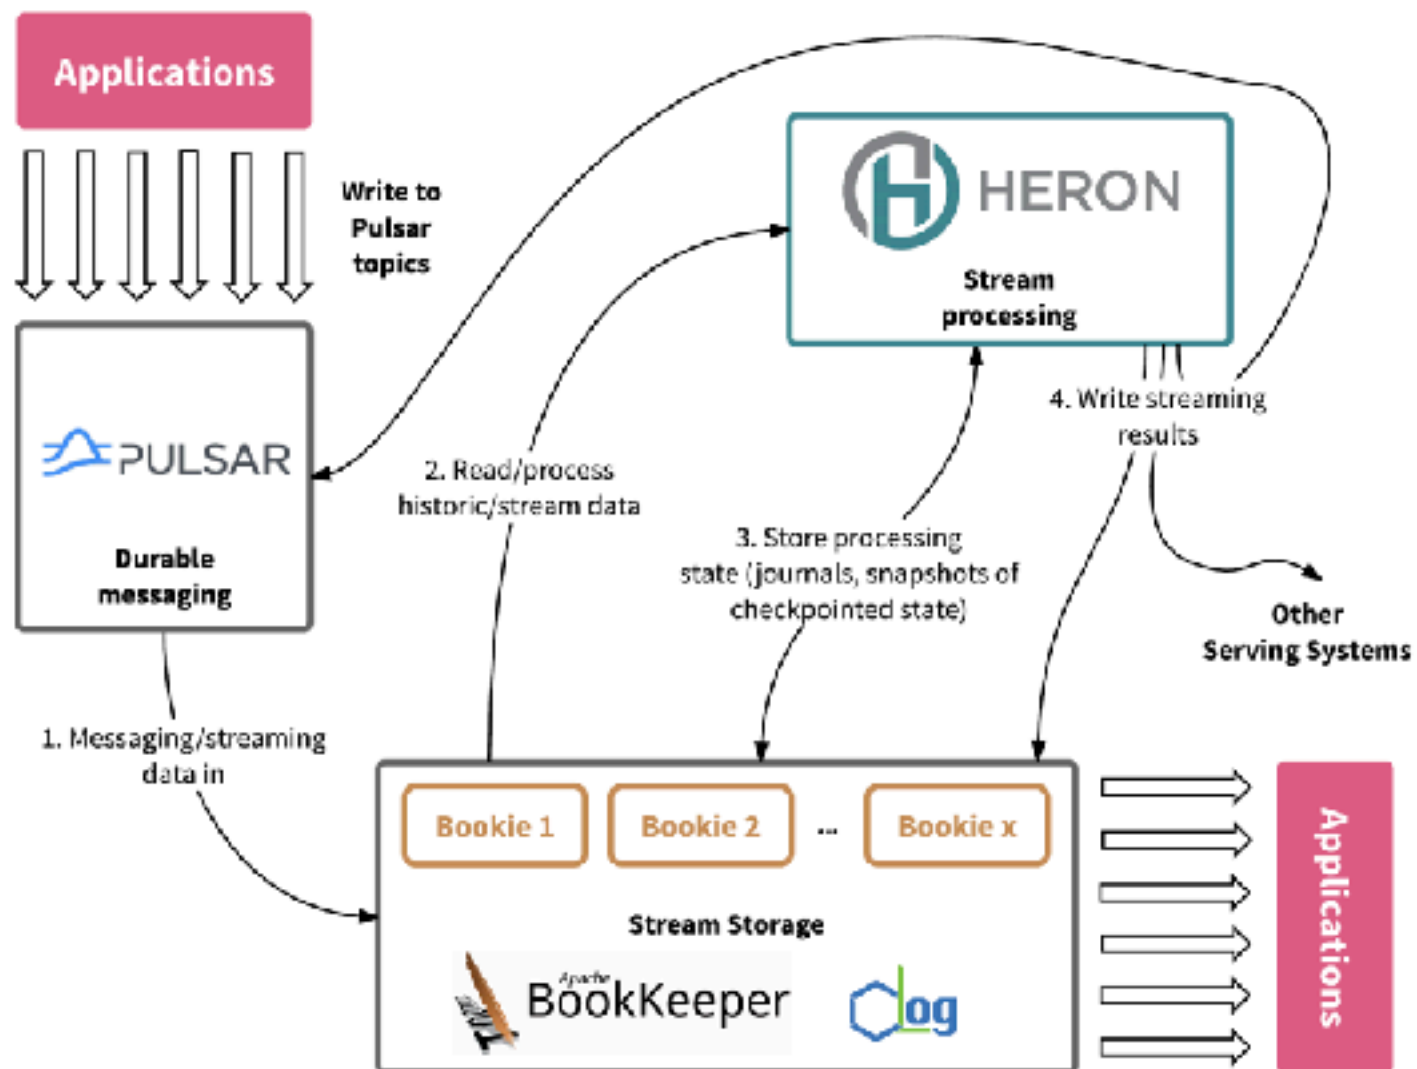 Applications
Write to
Pulsar
topics
HERON
Stream
processing
PULSAR
Durable
messaging
2. Read/process
historic/stream data
4. Write streaming
results
3. Store processing
state (journals, snapshots of
checkpointed state)
Other
Serving Systems
1. Messaging/streaming
data in
Bookie 1
Bookie 2
...
Bookie x
Stream Storage
Apache
BookKeeper
DLog
Applications